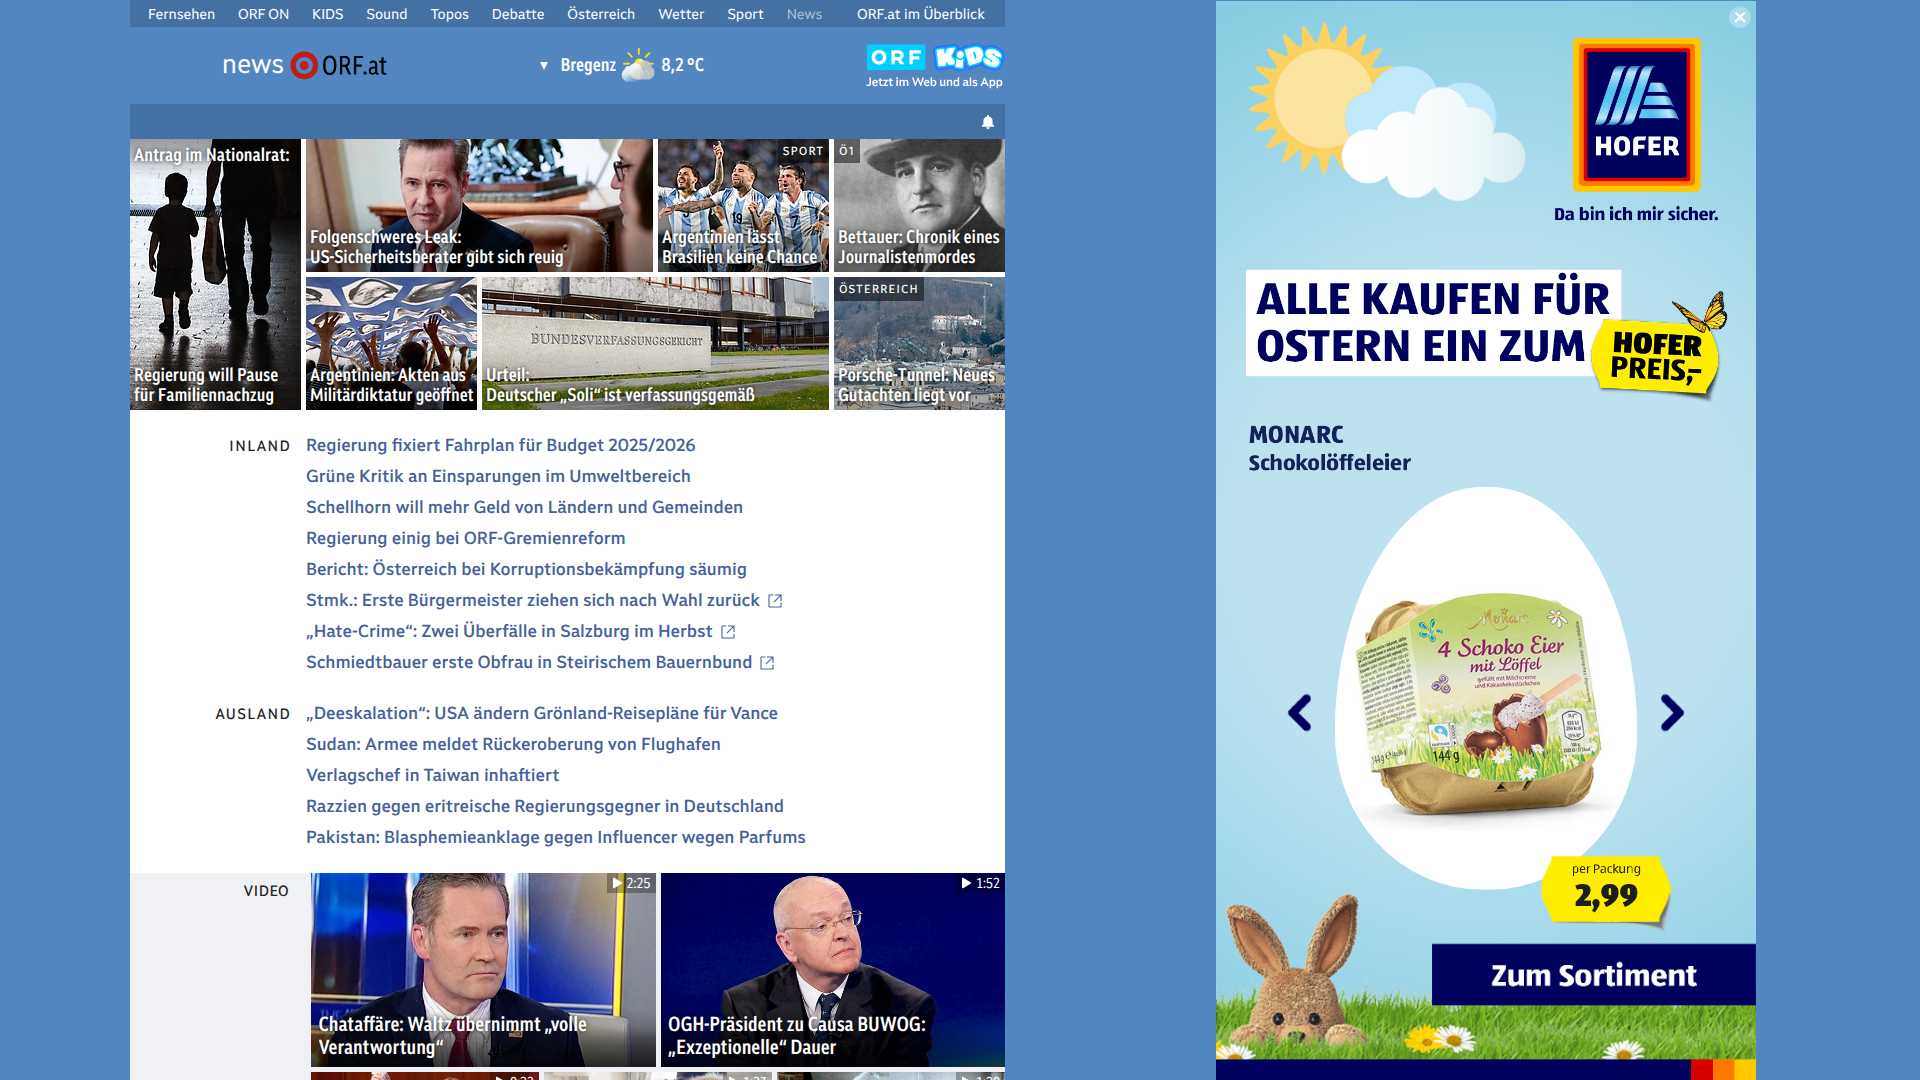 Fernsehen ORF ON KIDS Sound Topos Debatte Österreich Wetter Sport News ORF.at im Überblick
news ORF.at
Bregenz 8,2 °C
ORF KiDS
Jetzt im Web und als App
Antrag im Nationalrat:
Regierung will Pause
für Familiennachzug
Folgenschweres Leak:
US-Sicherheitsberater gibt sich reuig
SPORT
Argentinien lässt
Brasilien keine Chance
Ö1
Bettauer: Chronik eines
Journalistenmordes
Argentinien: Akten aus
Militärdiktatur geöffnet
BUNDESVERFASSUNGSGERICHT
Urteil:
Deutscher „Soli“ ist verfassungsgemäß
ÖSTERREICH
Porsche-Tunnel: Neues
Gutachten liegt vor
INLAND
Regierung fixiert Fahrplan für Budget 2025/2026
Grüne Kritik an Einsparungen im Umweltbereich
Schellhorn will mehr Geld von Ländern und Gemeinden
Regierung einig bei ORF-Gremienreform
Bericht: Österreich bei Korruptionsbekämpfung säumig
Stmk.: Erste Bürgermeister ziehen sich nach Wahl zurück
„Hate-Crime“: Zwei Überfälle in Salzburg im Herbst
Schmiedtbauer erste Obfrau in Steirischem Bauernbund
AUSLAND
„Deeskalation“: USA ändern Grönland-Reisepläne für Vance
Sudan: Armee meldet Rückeroberung von Flughafen
Verlagschef in Taiwan inhaftiert
Razzien gegen eritreische Regierungsgegner in Deutschland
Pakistan: Blasphemieanklage gegen Influencer wegen Parfums
VIDEO
2:25
Chataffäre: Waltz übernimmt „volle
Verantwortung“
1:52
OGH-Präsident zu Causa BUWOG:
„Exzeptionelle“ Dauer
HOFER
Da bin ich mir sicher.
ALLE KAUFEN FÜR
OSTERN EIN ZUM
HOFER
PREIS,–
MONARC
Schokolöffeleier
Monarc
4 Schoko Eier
mit Löffel
gefüllt mit Milchcreme
und Kakaokeksstückchen
144 g
per Packung
2,99
Zum Sortiment